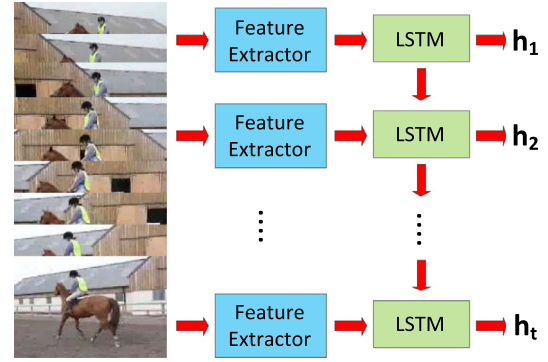 Feature
Extractor
LSTM
h1
Feature
Extractor
LSTM
h2
Feature
Extractor
LSTM
ht